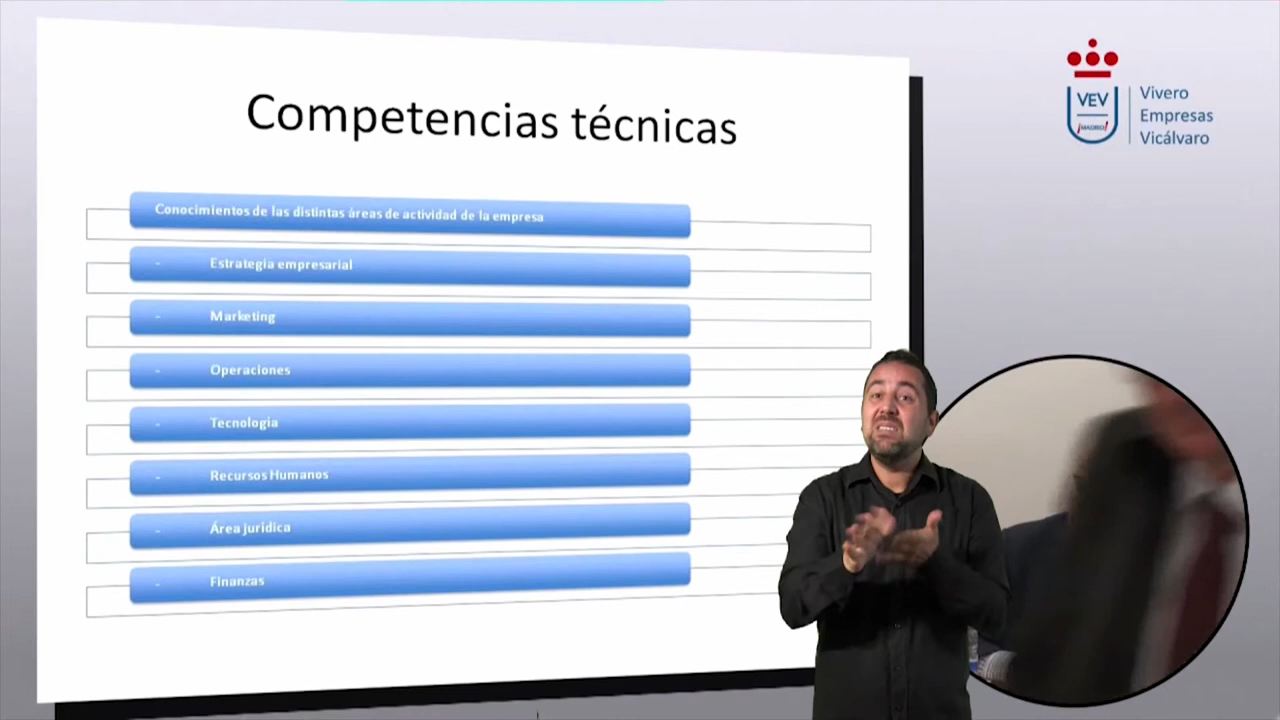 Competencias técnicas
Conocimientos de las distintas áreas de actividad de la empresa
- Estrategia empresarial
- Marketing
- Operaciones
- Tecnología
- Recursos Humanos
- Área jurídica
- Finanzas
VEV
¡MADRID!
Vivero
Empresas
Vicálvaro